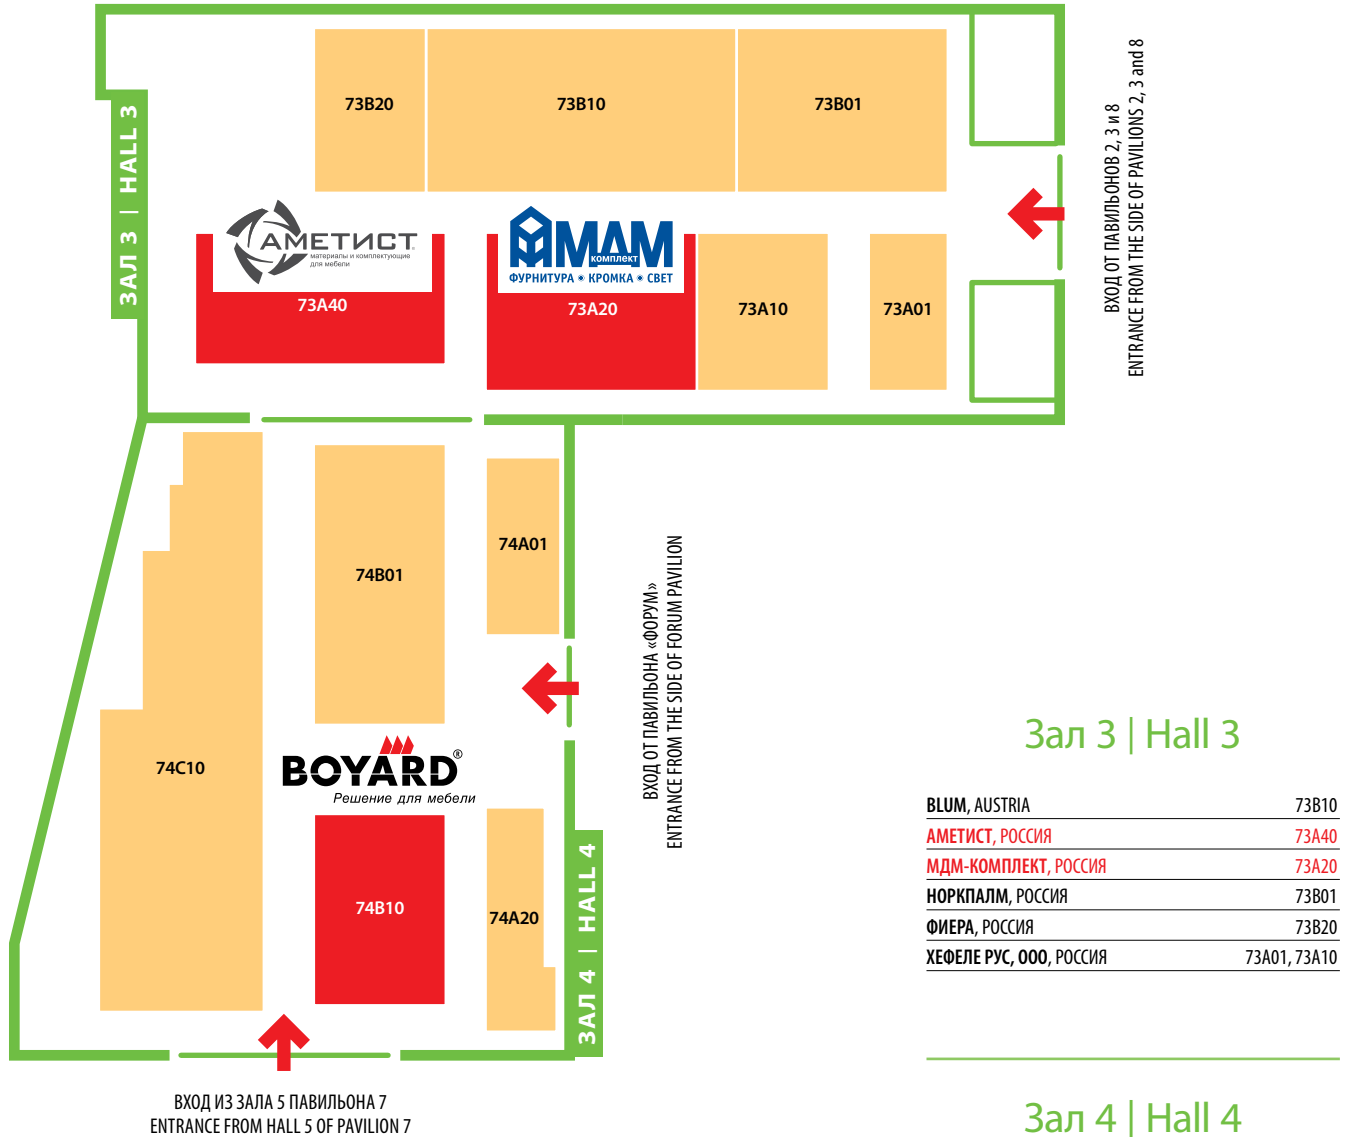 73B20
73B10
73B01
ЗАЛ 3 | HALL 3
ВХОД ОТ ПАВИЛЬОНОВ 2, 3 и 8
ENTRANCE FROM THE SIDE OF PAVILIONS 2, 3 and 8
АМЕТИСТ
материалы и комплектующие
для мебели
73A40
МДМ
КОМПЛЕКТ
ФУРНИТУРА • КРОМКА • СВЕТ
73A20
73A10
73A01
74A01
74B01
ВХОД ОТ ПАВИЛЬОНА «ФОРУМ»
ENTRANCE FROM THE SIDE OF FORUM PAVILION
74C10
BOYARD®
Решение для мебели
74B10
74A20
ЗАЛ 4 | HALL 4
ВХОД ИЗ ЗАЛА 5 ПАВИЛЬОНА 7
ENTRANCE FROM HALL 5 OF PAVILION 7
Зал 3 | Hall 3
BLUM, AUSTRIA 73B10
АМЕТИСТ, РОССИЯ 73A40
МДМ-КОМПЛЕКТ, РОССИЯ 73A20
НОРКПАЛМ, РОССИЯ 73B01
ФИЕРА, РОССИЯ 73B20
ХЕФЕЛЕ РУС, ООО, РОССИЯ 73A01, 73A10
Зал 4 | Hall 4